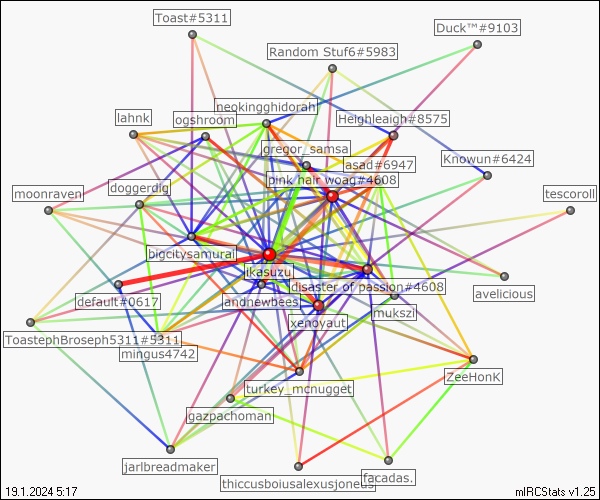 Toast#5311
Duck™#9103
Random Stuf6#5983
neokingghidorah
lahnk
ogshroom
Heighleaigh#8575
gregor_samsa
asad#6947
Knowun#6424
pink hair woag#4608
doggerdig
moonraven
tescoroll
bigcitysamurai
ikasuzu
disaster of passion#4608
default#0617
andnewbees
avelicious
mukszi
xenovaut
ToastephBroseph5311#5311
mingus4742
ZeeHonK
turkey_mcnugget
gazpachoman
jarlbreadmaker
facadas.
thiccusboiusalexusjoneus
19.1.2024 5:17
mIRCStats v1.25